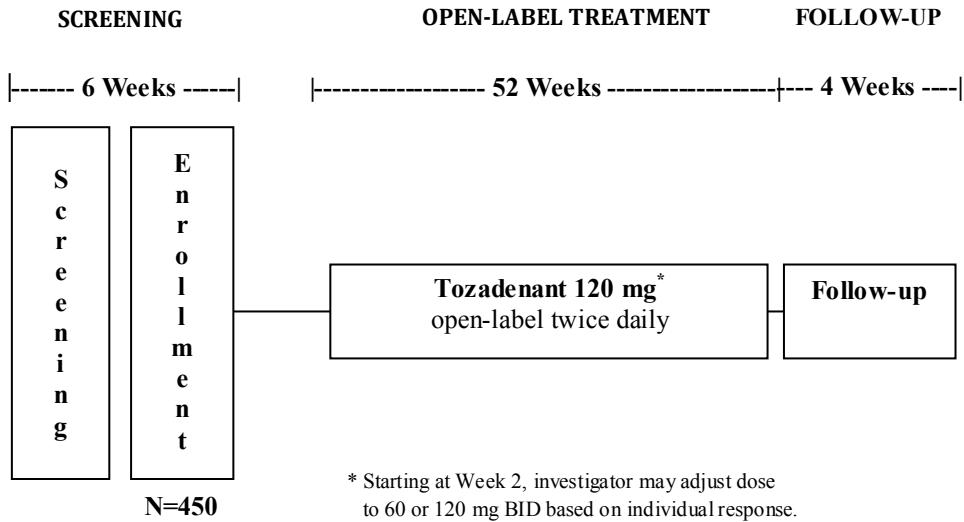 SCREENING OPEN-LABEL TREATMENT FOLLOW-UP
|------- 6 Weeks ------| |------------------ 52 Weeks ------------------|---- 4 Weeks ----|
Screening
Enrollment
Tozadenant 120 mg*
open-label twice daily
Follow-up
N=450
* Starting at Week 2, investigator may adjust dose
to 60 or 120 mg BID based on individual response.